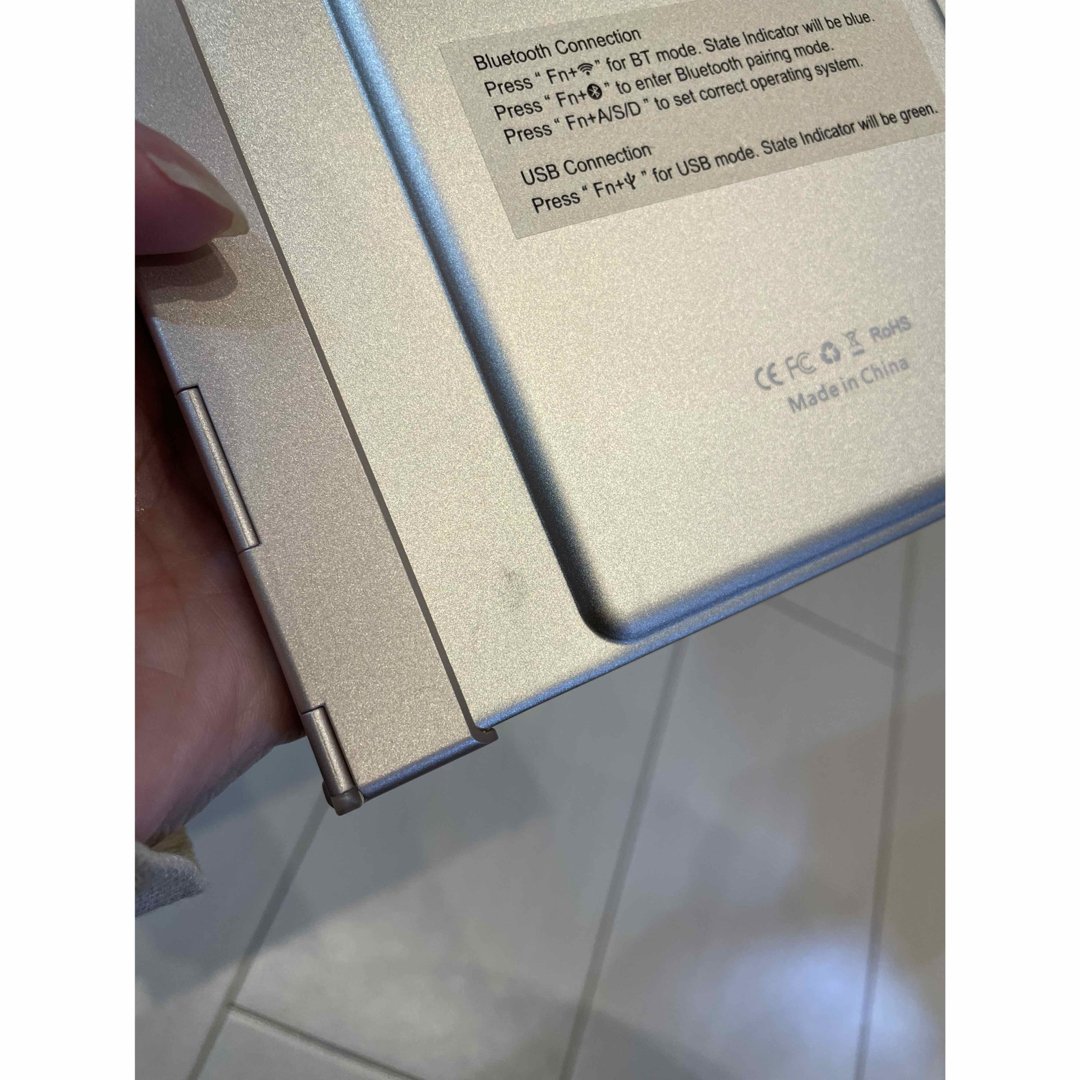 Bluetooth Connection
Press “ Fn+ ” for BT mode. State Indicator will be blue.
Press “ Fn+ ” to enter Bluetooth pairing mode.
Press “ Fn+A/S/D ” to set correct operating system.
USB Connection
Press “ Fn+ ” for USB mode. State Indicator will be green.
CE FC RoHS
Made in China